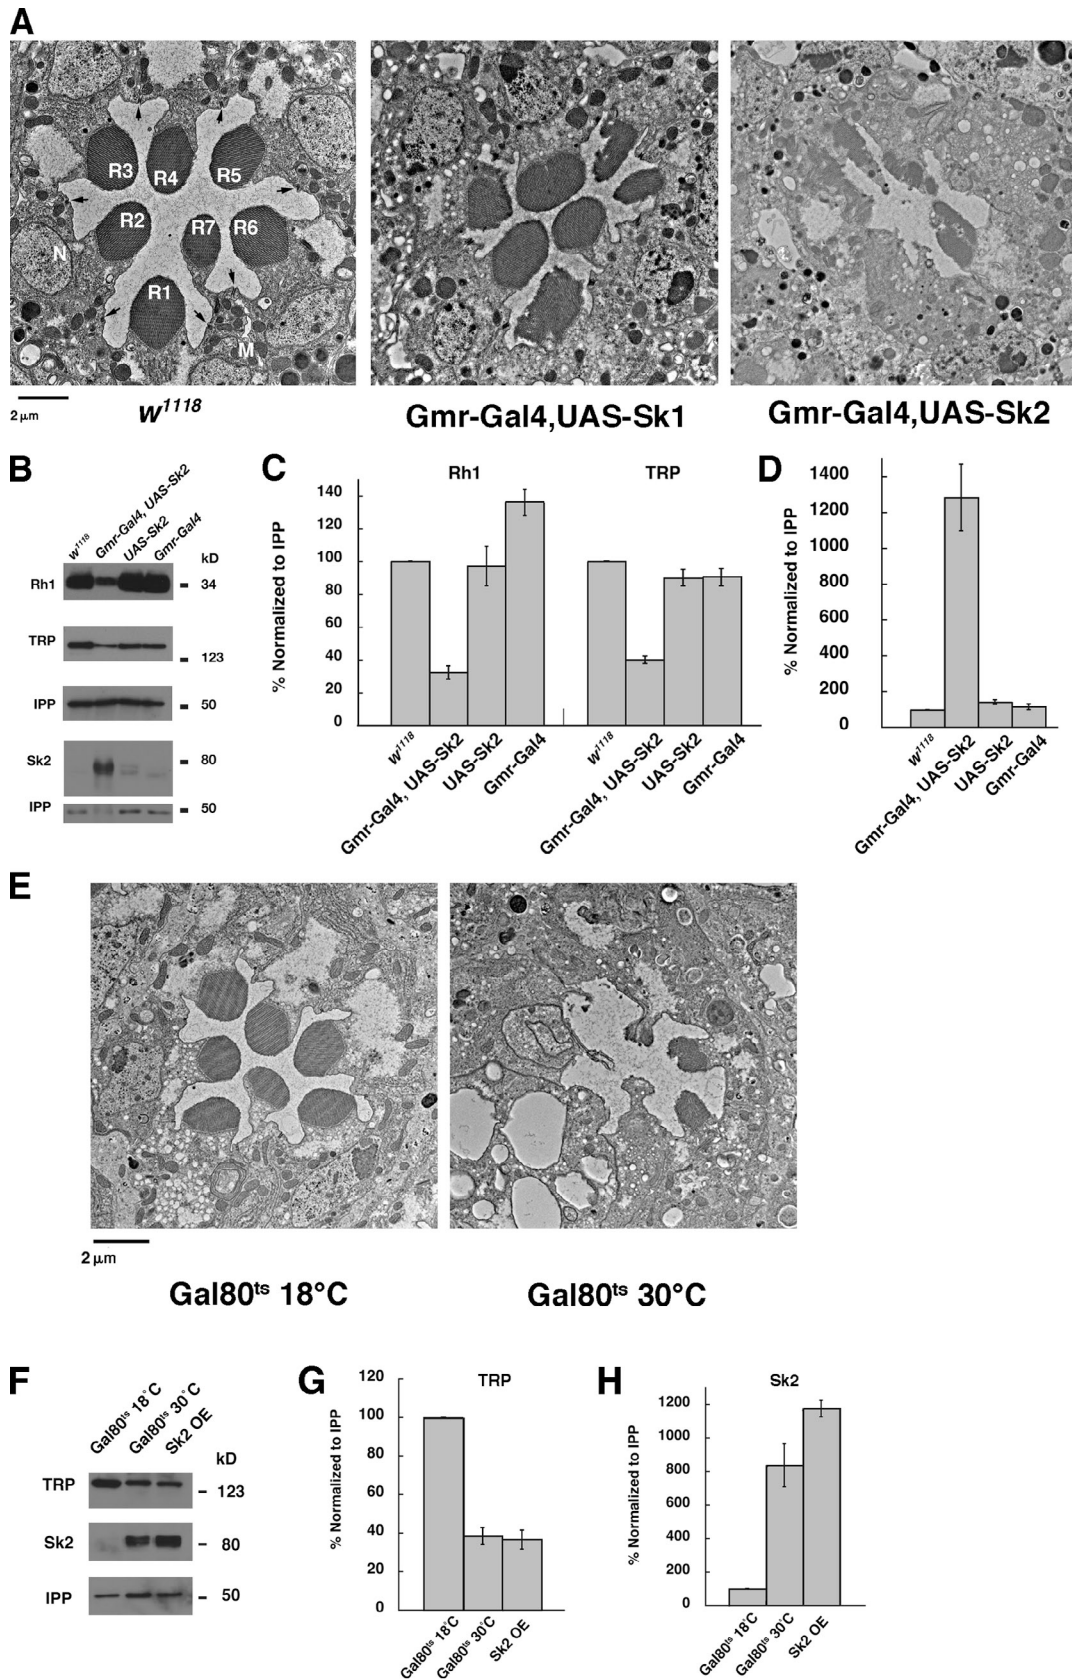 A
R3
R4
R5
R2
R7 R6
N
R1
M
2 μm
w1118
Gmr-Gal4,UAS-Sk1
Gmr-Gal4,UAS-Sk2
B
w1118
Gmr-Gal4, UAS-Sk2
UAS-Sk2
Gmr-Gal4
kD
Rh1
34
TRP
123
IPP
50
Sk2
80
IPP
50
C
Rh1
TRP
% Normalized to IPP
140
120
100
80
60
40
20
0
w1118
Gmr-Gal4, UAS-Sk2
UAS-Sk2
Gmr-Gal4
w1118
Gmr-Gal4, UAS-Sk2
UAS-Sk2
Gmr-Gal4
D
% Normalized to IPP
1400
1200
1000
800
600
400
200
0
w1118
Gmr-Gal4, UAS-Sk2
UAS-Sk2
Gmr-Gal4
E
2 μm
Gal80ts 18°C
Gal80ts 30°C
F
Gal80ts 18°C
Gal80ts 30°C
Sk2 OE
kD
TRP
123
Sk2
80
IPP
50
G
TRP
% Normalized to IPP
120
100
80
60
40
20
0
Gal80ts 18°C
Gal80ts 30°C
Sk2 OE
H
Sk2
% Normalized to IPP
1200
1000
800
600
400
200
0
Gal80ts 18°C
Gal80ts 30°C
Sk2 OE